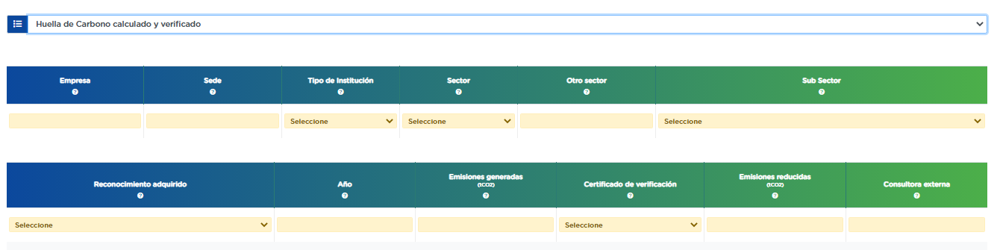 Huella de Carbono calculado y verificado
Empresa Sede Tipo de Institución Sector Otro sector Sub Sector
Seleccione Seleccione Seleccione
Reconocimiento adquirido Año Emisiones generadas (tCO2) Certificado de verificación Emisiones reducidas (tCO2) Consultora externa
Seleccione Seleccione